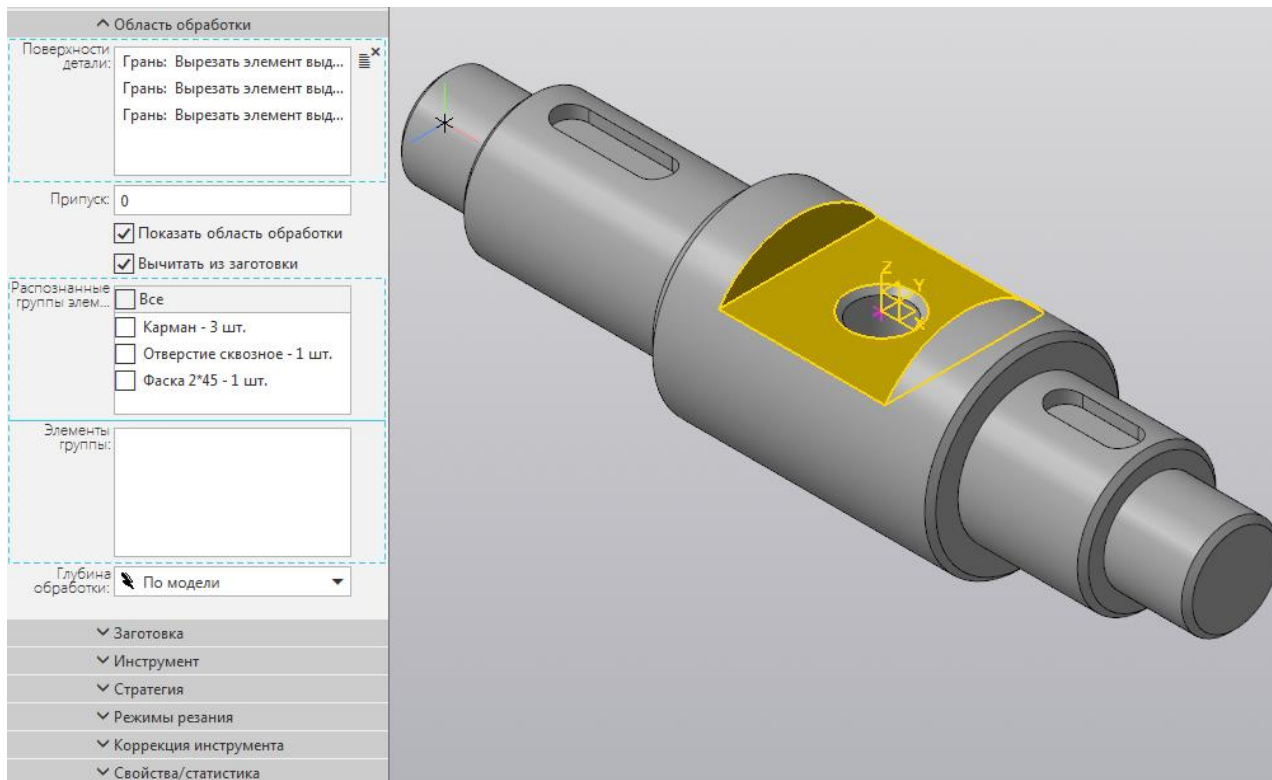 Область обработки
Поверхности
детали:
Грань: Вырезать элемент выд...
Грань: Вырезать элемент выд...
Грань: Вырезать элемент выд...
Припуск: 0
Показать область обработки
Вычитать из заготовки
Распознанные
группы элем...
Все
Карман - 3 шт.
Отверстие сквозное - 1 шт.
Фаска 2*45 - 1 шт.
Элементы
группы:
Глубина
обработки:
По модели
Заготовка
Инструмент
Стратегия
Режимы резания
Коррекция инструмента
Свойства/статистика
Z
Y
X